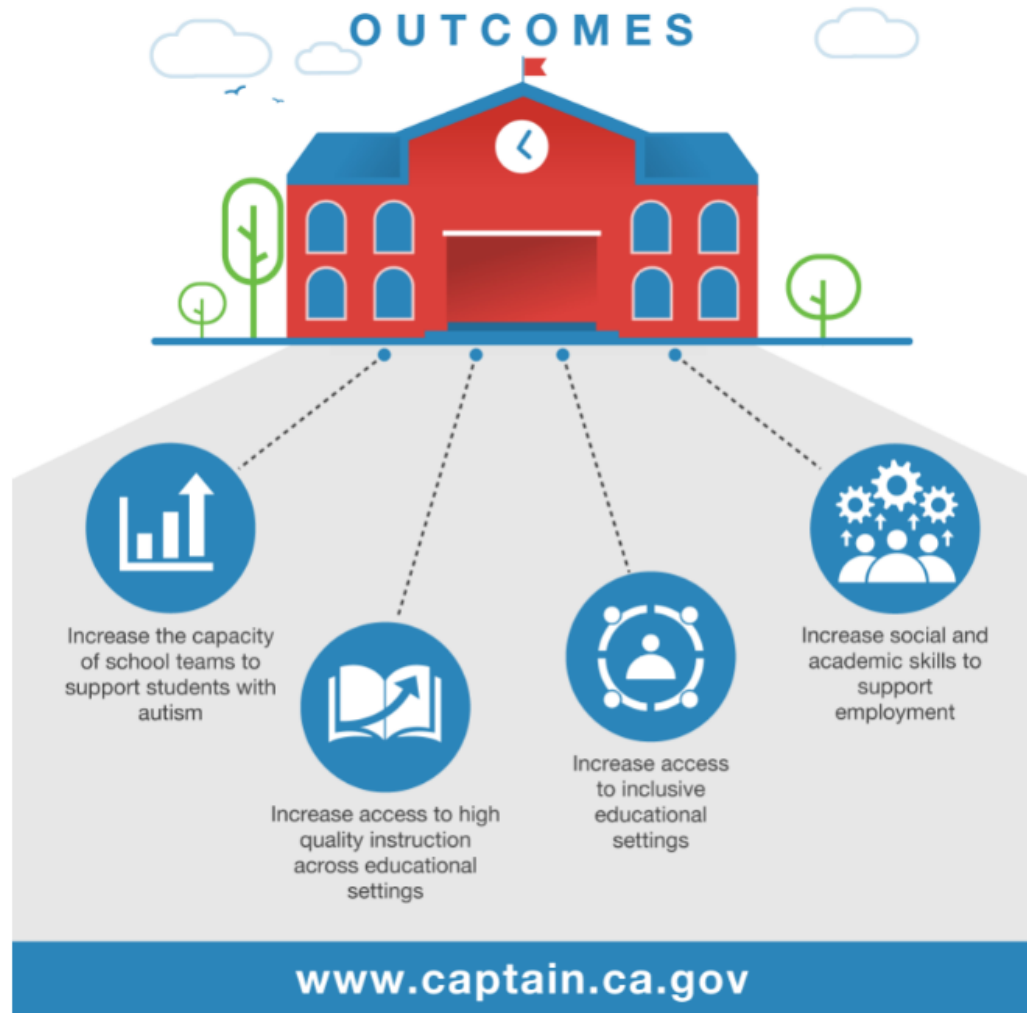 OUTCOMES
Increase the capacity
of school teams to
support students with
autism
Increase access to high
quality instruction
across educational
settings
Increase access
to inclusive
educational
settings
Increase social and
academic skills to
support
employment
www.captain.ca.gov